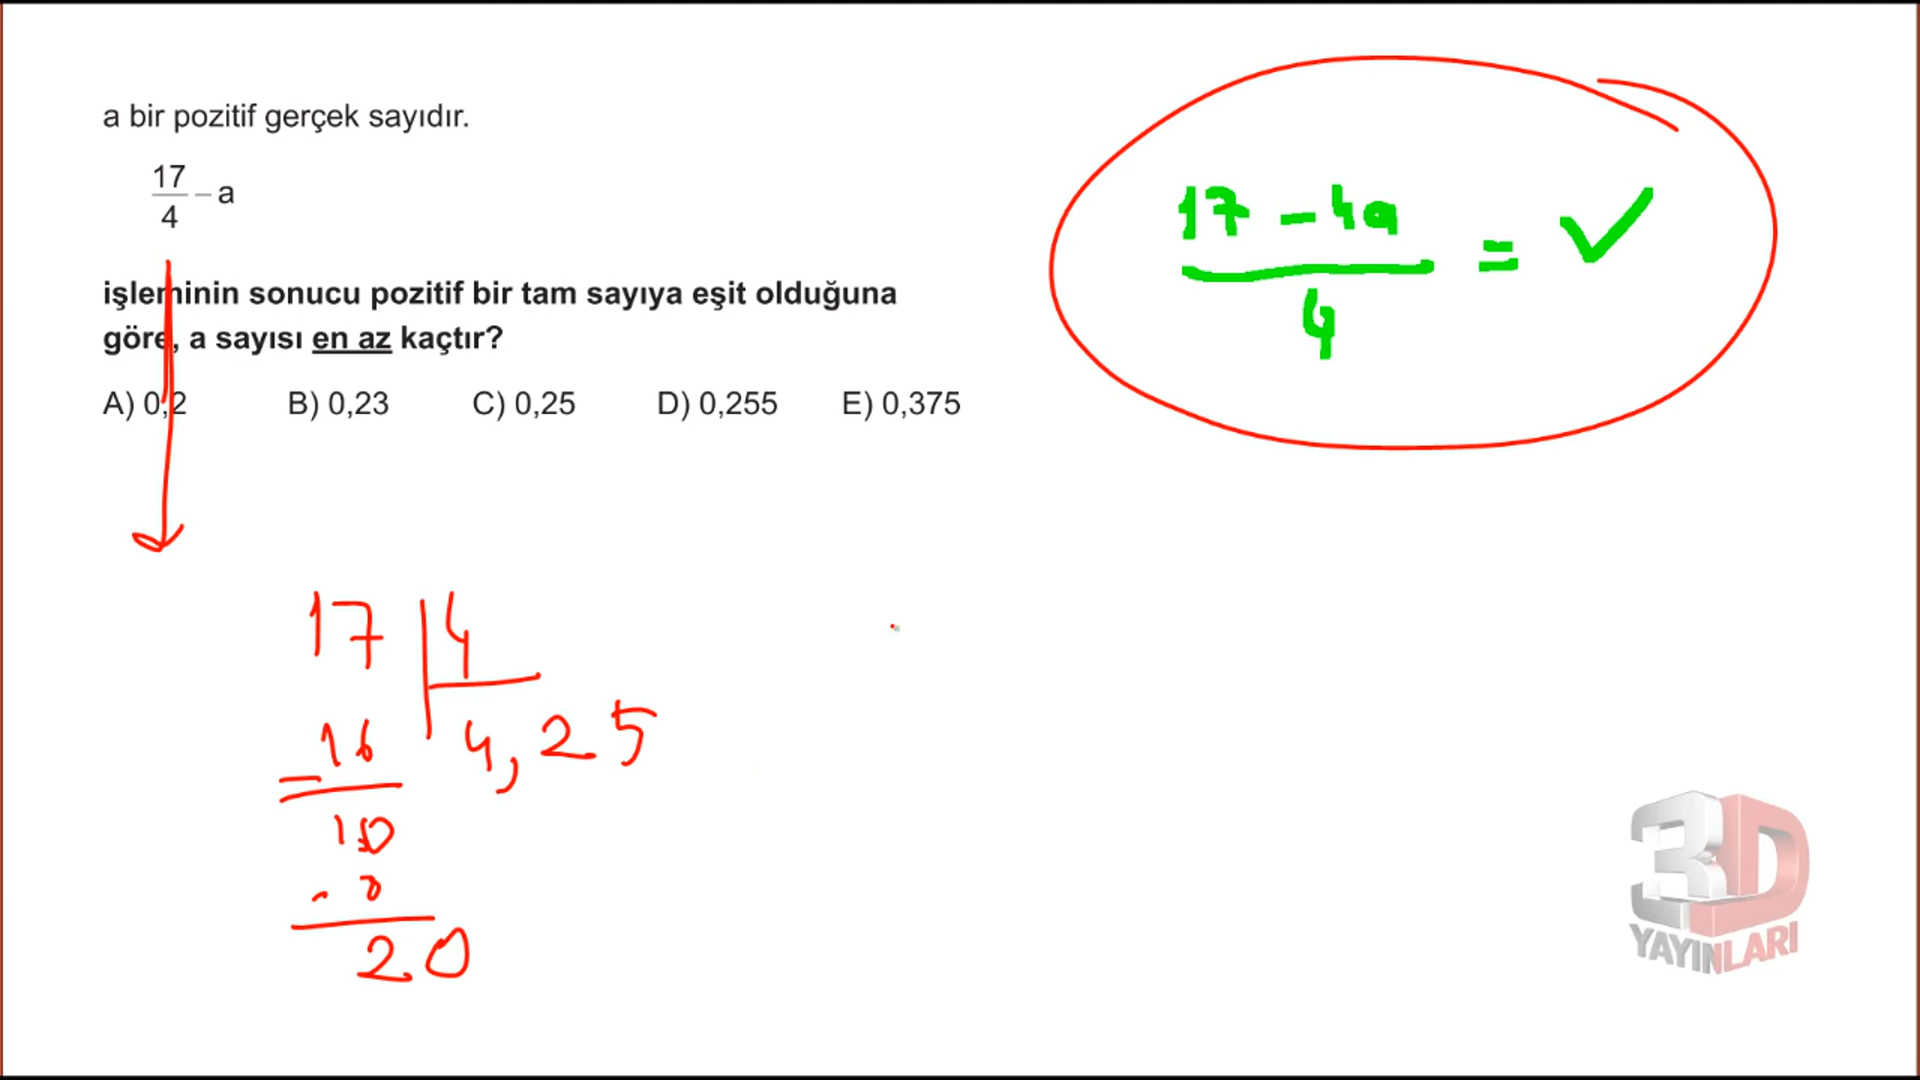 a bir pozitif gerçek sayıdır.
17
4
– a
işleminin sonucu pozitif bir tam sayıya eşit olduğuna
göre, a sayısı en az kaçtır?
A) 0,2 B) 0,23 C) 0,25 D) 0,255 E) 0,375
17 - 4a
= ✓
4
17 4
- 16 4,25
10
- 8
20
3D
YAYINLARI